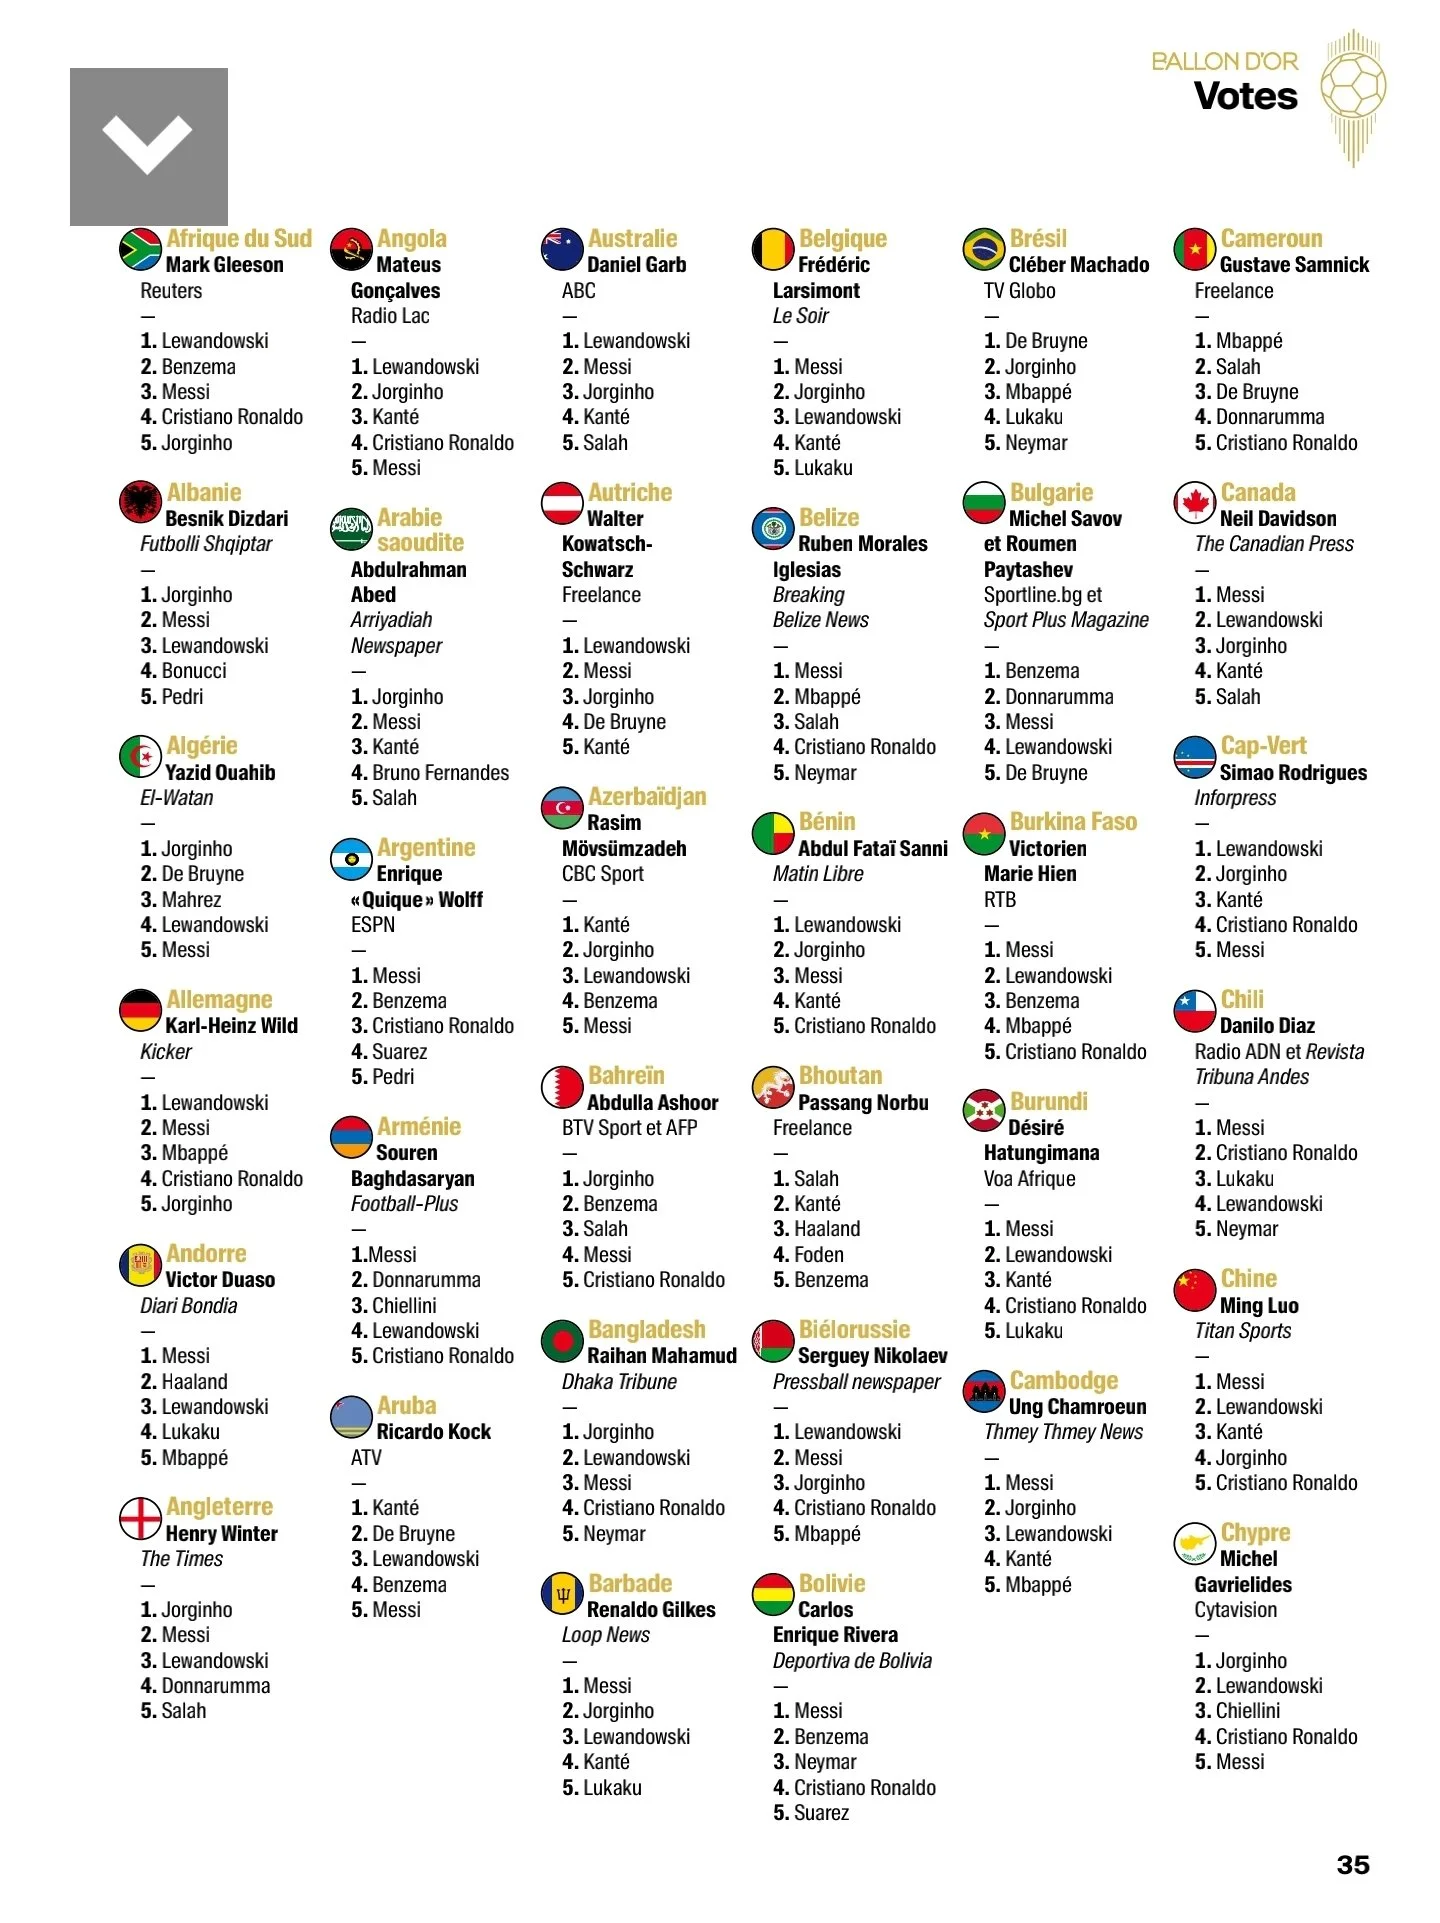 BALLON D'OR
Votes
Afrique du Sud
Mark Gleeson
Reuters
—
1. Lewandowski
2. Benzema
3. Messi
4. Cristiano Ronaldo
5. Jorginho
Albanie
Besnik Dizdari
Futbolli Shqiptar
—
1. Jorginho
2. Messi
3. Lewandowski
4. Bonucci
5. Pedri
Algérie
Yazid Ouahib
El-Watan
—
1. Jorginho
2. De Bruyne
3. Mahrez
4. Lewandowski
5. Messi
Allemagne
Karl-Heinz Wild
Kicker
—
1. Lewandowski
2. Messi
3. Mbappé
4. Cristiano Ronaldo
5. Jorginho
Andorre
Victor Duaso
Diari Bondia
—
1. Messi
2. Haaland
3. Lewandowski
4. Lukaku
5. Mbappé
Angleterre
Henry Winter
The Times
—
1. Jorginho
2. Messi
3. Lewandowski
4. Donnarumma
5. Salah
Angola
Mateus
Gonçalves
Radio Lac
—
1. Lewandowski
2. Jorginho
3. Kanté
4. Cristiano Ronaldo
5. Messi
Arabie
saoudite
Abdulrahman
Abed
Arriyadiah
Newspaper
—
1. Jorginho
2. Messi
3. Kanté
4. Bruno Fernandes
5. Salah
Argentine
Enrique
« Quique » Wolff
ESPN
—
1. Messi
2. Benzema
3. Cristiano Ronaldo
4. Suarez
5. Pedri
Arménie
Souren
Baghdasaryan
Football-Plus
—
1.Messi
2. Donnarumma
3. Chiellini
4. Lewandowski
5. Cristiano Ronaldo
Aruba
Ricardo Kock
ATV
—
1. Kanté
2. De Bruyne
3. Lewandowski
4. Benzema
5. Messi
Australie
Daniel Garb
ABC
—
1. Lewandowski
2. Messi
3. Jorginho
4. Kanté
5. Salah
Autriche
Walter
Kowatsch-
Schwarz
Freelance
—
1. Lewandowski
2. Messi
3. Jorginho
4. De Bruyne
5. Kanté
Azerbaïdjan
Rasim
Mövsümzadeh
CBC Sport
—
1. Kanté
2. Jorginho
3. Lewandowski
4. Benzema
5. Messi
Bahreïn
Abdulla Ashoor
BTV Sport et AFP
—
1. Jorginho
2. Benzema
3. Salah
4. Messi
5. Cristiano Ronaldo
Bangladesh
Raihan Mahamud
Dhaka Tribune
—
1. Jorginho
2. Lewandowski
3. Messi
4. Cristiano Ronaldo
5. Neymar
Barbade
Renaldo Gilkes
Loop News
—
1. Messi
2. Jorginho
3. Lewandowski
4. Kanté
5. Lukaku
Belgique
Frédéric
Larsimont
Le Soir
—
1. Messi
2. Jorginho
3. Lewandowski
4. Kanté
5. Lukaku
Belize
Ruben Morales
Iglesias
Breaking
Belize News
—
1. Messi
2. Mbappé
3. Salah
4. Cristiano Ronaldo
5. Neymar
Bénin
Abdul Fataï Sanni
Matin Libre
—
1. Lewandowski
2. Jorginho
3. Messi
4. Kanté
5. Cristiano Ronaldo
Bhoutan
Passang Norbu
Freelance
—
1. Salah
2. Kanté
3. Haaland
4. Foden
5. Benzema
Biélorussie
Serguey Nikolaev
Pressball newspaper
—
1. Lewandowski
2. Messi
3. Jorginho
4. Cristiano Ronaldo
5. Mbappé
Bolivie
Carlos
Enrique Rivera
Deportiva de Bolivia
—
1. Messi
2. Benzema
3. Neymar
4. Cristiano Ronaldo
5. Suarez
Brésil
Cléber Machado
TV Globo
—
1. De Bruyne
2. Jorginho
3. Mbappé
4. Lukaku
5. Neymar
Bulgarie
Michel Savov
et Roumen
Paytashev
Sportline.bg et
Sport Plus Magazine
—
1. Benzema
2. Donnarumma
3. Messi
4. Lewandowski
5. De Bruyne
Burkina Faso
Victorien
Marie Hien
RTB
—
1. Messi
2. Lewandowski
3. Benzema
4. Mbappé
5. Cristiano Ronaldo
Burundi
Désiré
Hatungimana
Voa Afrique
—
1. Messi
2. Lewandowski
3. Kanté
4. Cristiano Ronaldo
5. Lukaku
Cambodge
Ung Chamroeun
Thmey Thmey News
—
1. Messi
2. Jorginho
3. Lewandowski
4. Kanté
5. Mbappé
Cameroun
Gustave Samnick
Freelance
—
1. Mbappé
2. Salah
3. De Bruyne
4. Donnarumma
5. Cristiano Ronaldo
Canada
Neil Davidson
The Canadian Press
—
1. Messi
2. Lewandowski
3. Jorginho
4. Kanté
5. Salah
Cap-Vert
Simao Rodrigues
Inforpress
—
1. Lewandowski
2. Jorginho
3. Kanté
4. Cristiano Ronaldo
5. Messi
Chili
Danilo Diaz
Radio ADN et Revista
Tribuna Andes
—
1. Messi
2. Cristiano Ronaldo
3. Lukaku
4. Lewandowski
5. Neymar
Chine
Ming Luo
Titan Sports
—
1. Messi
2. Lewandowski
3. Kanté
4. Jorginho
5. Cristiano Ronaldo
Chypre
Michel
Gavrielides
Cytavision
—
1. Jorginho
2. Lewandowski
3. Chiellini
4. Cristiano Ronaldo
5. Messi
35